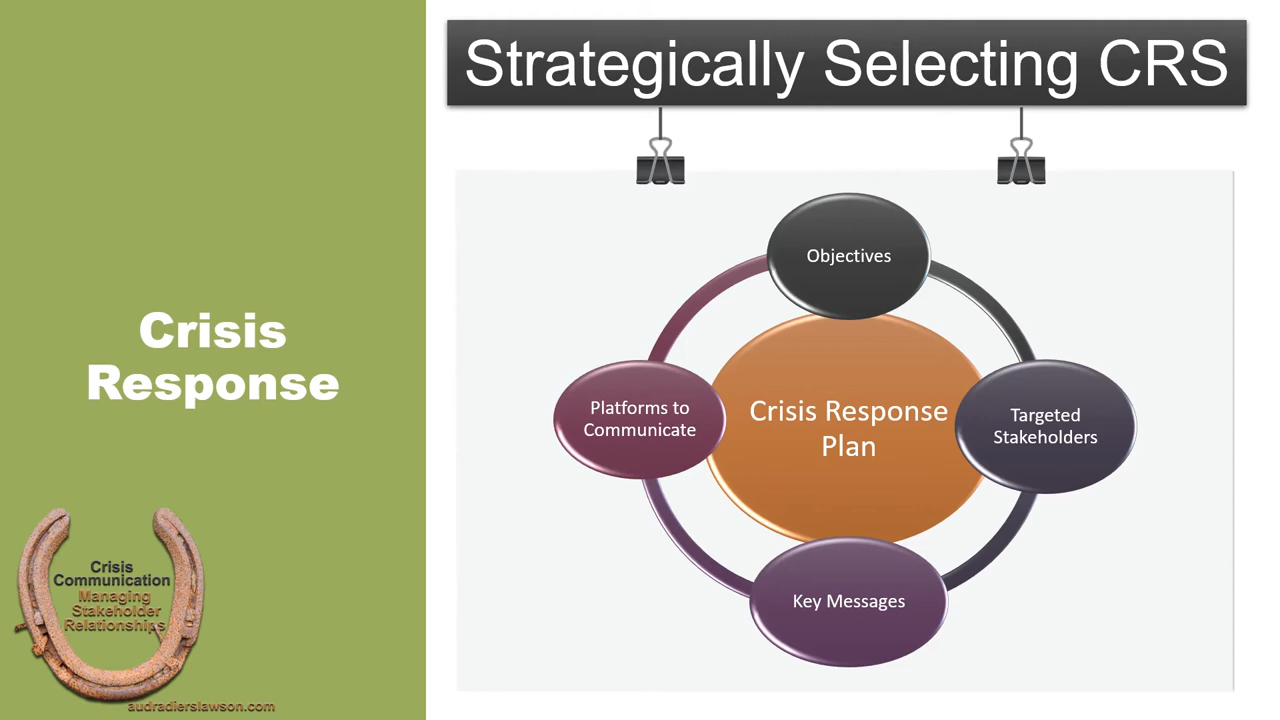 Strategically Selecting CRS
Crisis
Response
Objectives
Platforms to
Communicate
Crisis Response
Plan
Targeted
Stakeholders
Key Messages
Crisis
Communication
Managing
Stakeholder
Relationships
audradierslawson.com